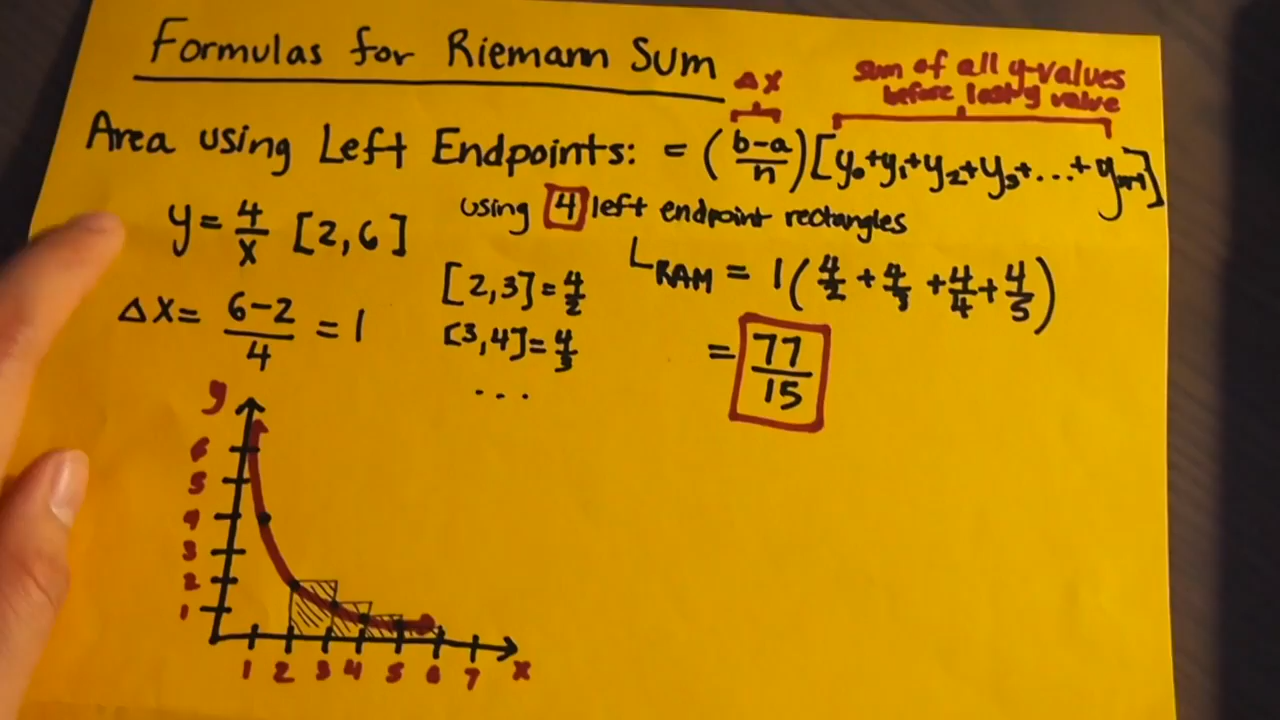 Formulas for Riemann Sum
Δx
sum of all y-values
before last y value
Area using Left Endpoints: = (b-a/n)[y₀+y₁+y₂+y₃+...+yₙ₋₁]
y=4/x [2,6]
using 4 left endpoint rectangles
Δx= 6-2/4 = 1
[2,3]=4/2
[3,4]=4/3
...
LRAM = 1(4/2+4/3+4/4+4/5)
= 77/15
y
6
5
4
3
2
1
1 2 3 4 5 6 7 x